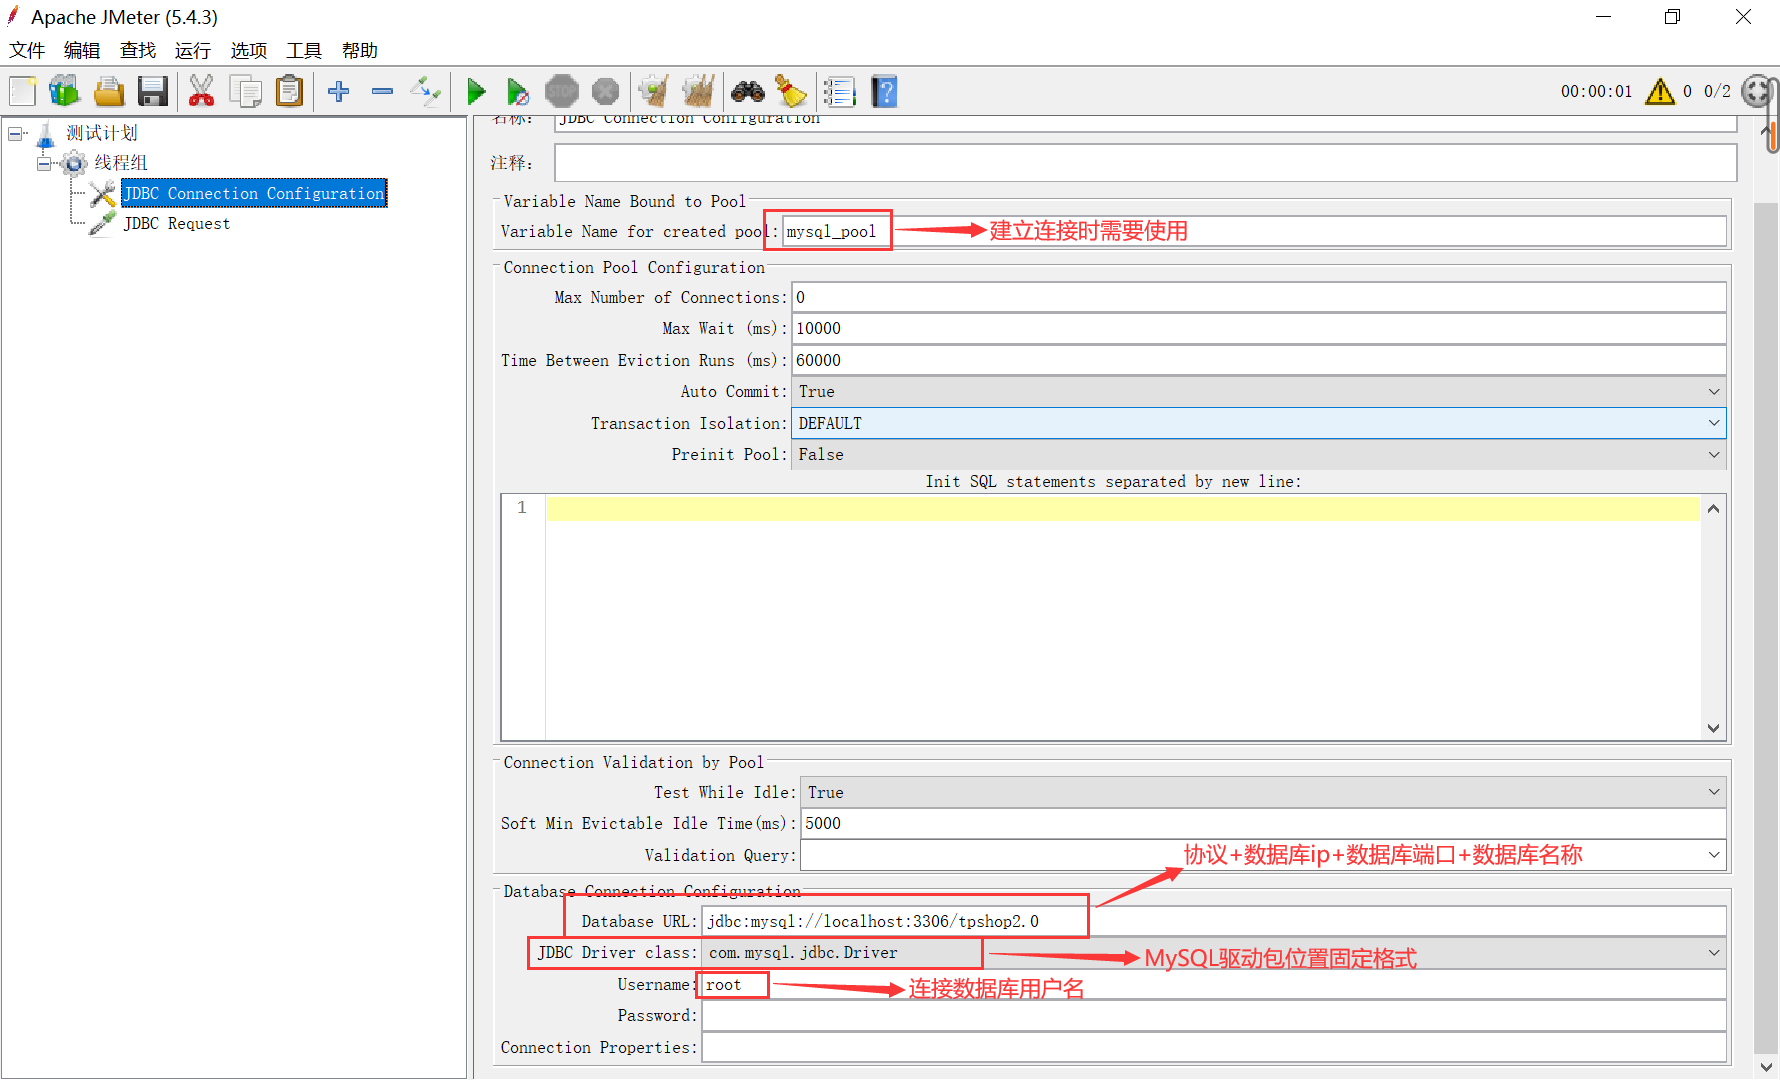 Apache JMeter (5.4.3)
文件 编辑 查找 运行 选项 工具 帮助
STOP
00:00:01 0 0/2
测试计划
线程组
JDBC Connection Configuration
JDBC Request
名称: JDBC Connection Configuration
注释:
Variable Name Bound to Pool
Variable Name for created pool: mysql_pool 建立连接时需要使用
Connection Pool Configuration
Max Number of Connections: 0
Max Wait (ms): 10000
Time Between Eviction Runs (ms): 60000
Auto Commit: True
Transaction Isolation: DEFAULT
Preinit Pool: False
Init SQL statements separated by new line:
1
Connection Validation by Pool
Test While Idle: True
Soft Min Evictable Idle Time(ms): 5000
Validation Query:
协议+数据库ip+数据库端口+数据库名称
Database Connection Configuration
Database URL: jdbc:mysql://localhost:3306/tpshop2.0
JDBC Driver class: com.mysql.jdbc.Driver MySQL驱动包位置固定格式
Username: root 连接数据库用户名
Password:
Connection Properties: